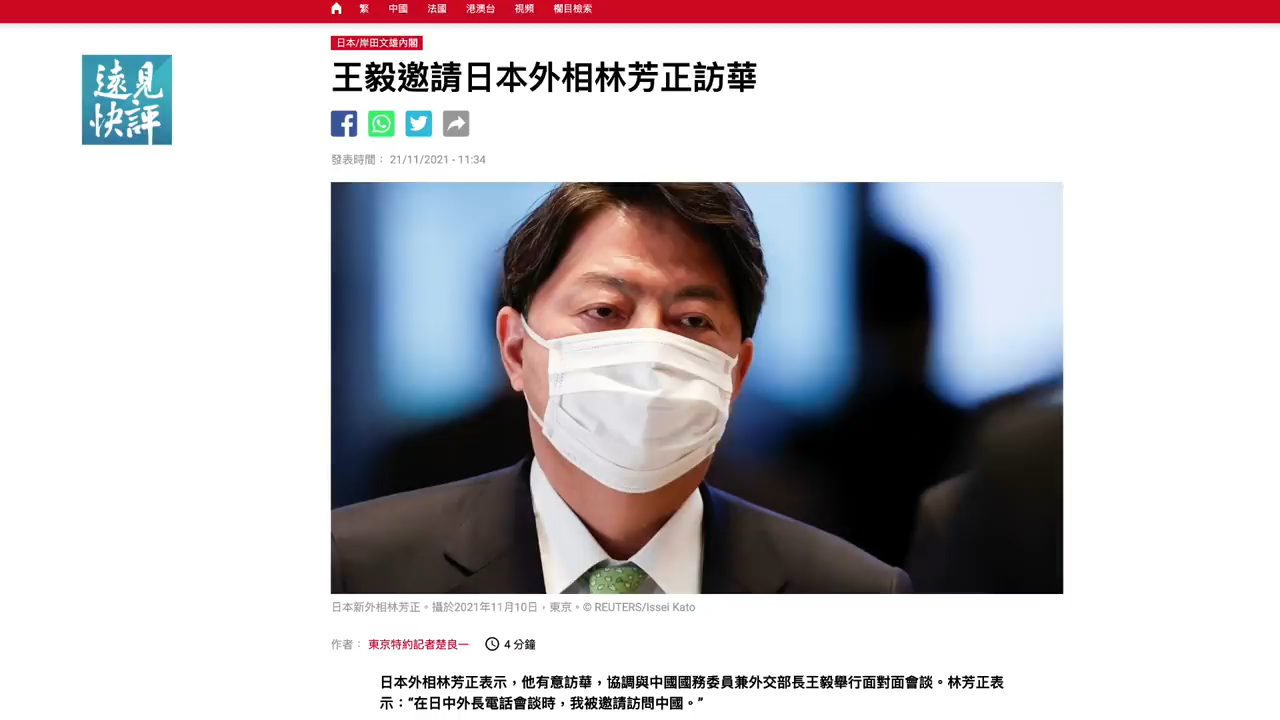 繁 中國 法國 港澳台 視頻 欄目檢索
日本/岸田文雄內閣
遠見
快評
王毅邀請日本外相林芳正訪華
發表時間： 21/11/2021 - 11:34
日本新外相林芳正。攝於2021年11月10日，東京。© REUTERS/Issei Kato
作者： 東京特約記者楚良一 4 分鐘
日本外相林芳正表示，他有意訪華，協調與中國國務委員兼外交部長王毅舉行面對面會談。林芳正表
示：“在日中外長電話會談時，我被邀請訪問中國。”